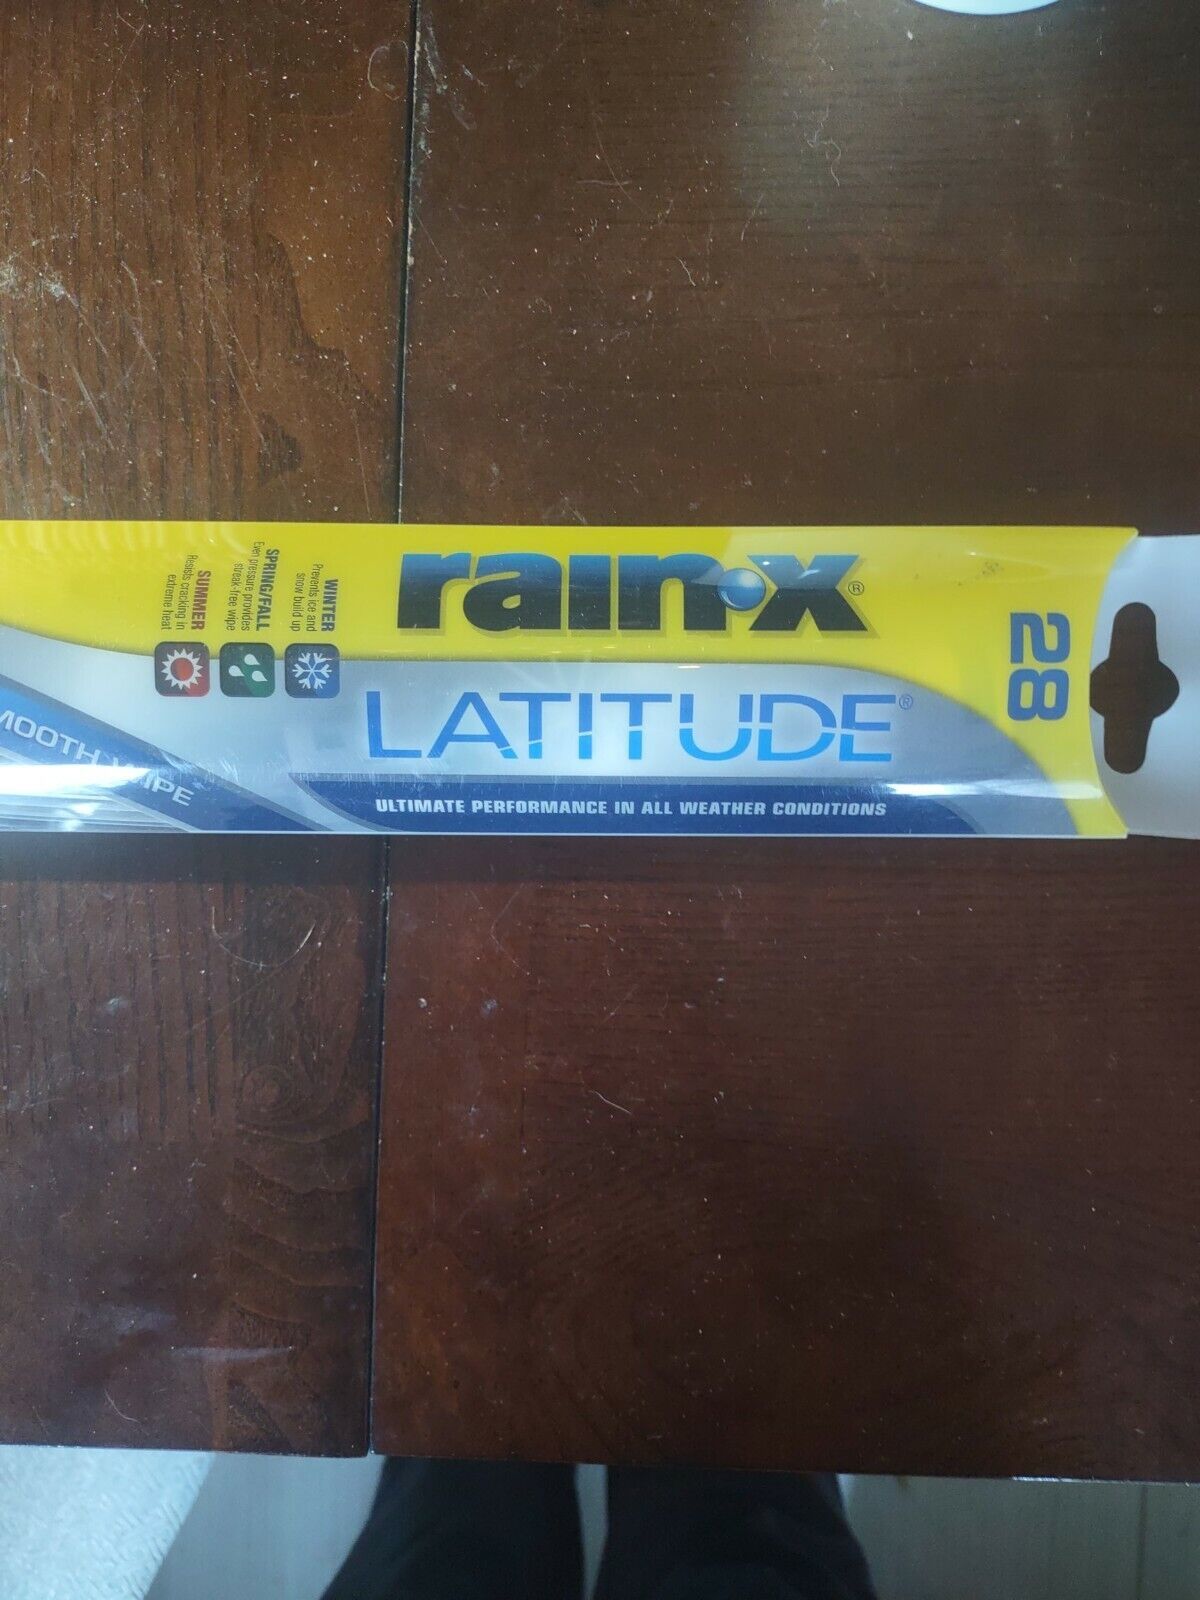 rain-x®
28
LATITUDE®
ULTIMATE PERFORMANCE IN ALL WEATHER CONDITIONS
WINTER
Prevents ice and
snow build up
SPRING/FALL
Even pressure provides
streak-free wipe
SUMMER
Resists cracking in
extreme heat
MOOTH WIPE